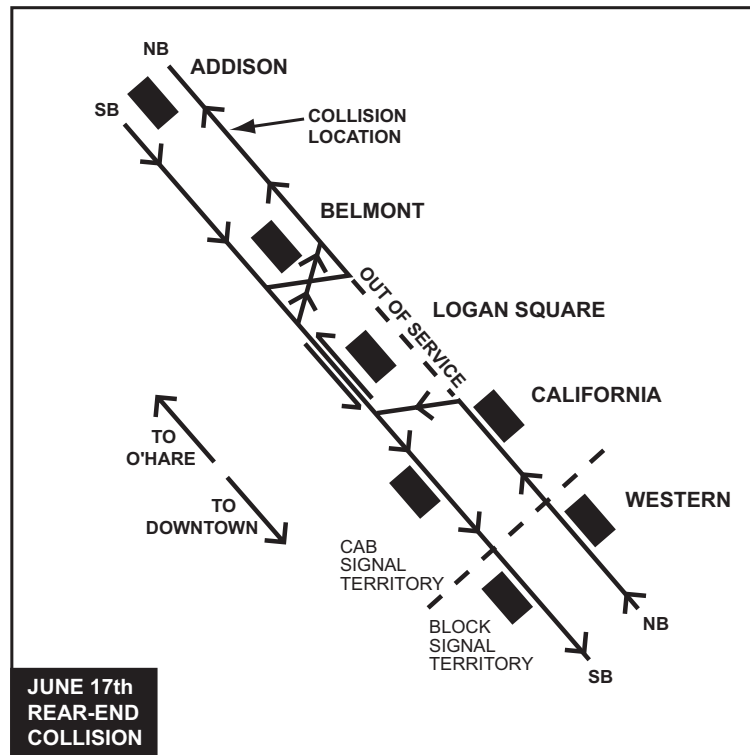 NB
ADDISON
SB
COLLISION
LOCATION
BELMONT
OUT OF SERVICE
LOGAN SQUARE
CALIFORNIA
TO
O'HARE
TO
DOWNTOWN
WESTERN
CAB
SIGNAL
TERRITORY
BLOCK
SIGNAL
TERRITORY
NB
SB
JUNE 17th
REAR-END
COLLISION